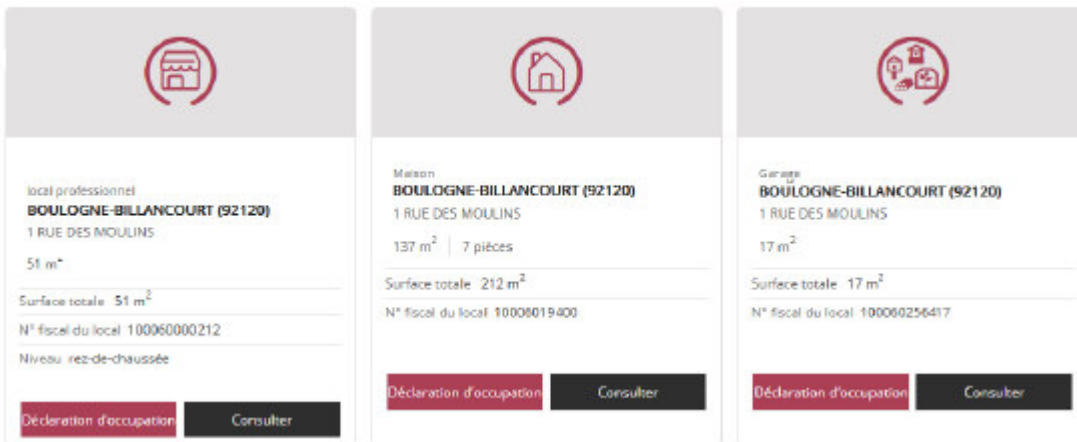 local professionnel
BOULOGNE-BILLANCOURT (92120)
1 RUE DES MOULINS
51 m²
Surface totale 51 m²
N° fiscal du local 100060000212
Niveau rez-de-chaussée
Déclaration d'occupation Consulter
Maison
BOULOGNE-BILLANCOURT (92120)
1 RUE DES MOULINS
137 m² | 7 pièces
Surface totale 212 m²
N° fiscal du local 10006019400
Déclaration d'occupation Consulter
Garage
BOULOGNE-BILLANCOURT (92120)
1 RUE DES MOULINS
17 m²
Surface totale 17 m²
N° fiscal du local 100060256417
Déclaration d'occupation Consulter